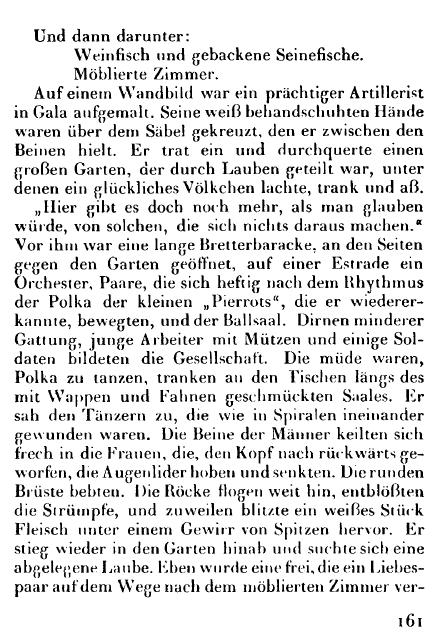 Und dann darunter:
Weinfisch und gebackene Seinefische.
Möblierte Zimmer.
Auf einem Wandbild war ein prächtiger Artillerist
in Gala aufgemalt. Seine weiß behandschuhten Hände
waren über dem Säbel gekreuzt, den er zwischen den
Beinen hielt. Er trat ein und durchquerte einen
großen Garten, der durch Lauben geteilt war, unter
denen ein glückliches Völkchen lachte, trank und aß.
„Hier gibt es doch noch mehr, als man glauben
würde, von solchen, die sich nichts daraus machen.“
Vor ihm war eine lange Bretterbaracke, an den Seiten
gegen den Garten geöffnet, auf einer Estrade ein
Orchester, Paare, die sich heftig nach dem Rhythmus
der Polka der kleinen „Pierrots“, die er wiederer-
kannte, bewegten, und der Ballsaal. Dirnen minderer
Gattung, junge Arbeiter mit Mützen und einige Sol-
daten bildeten die Gesellschaft. Die müde waren,
Polka zu tanzen, tranken an den Tischen längs des
mit Wappen und Fahnen geschmückten Saales. Er
sah den Tänzern zu, die wie in Spiralen ineinander
gewunden waren. Die Beine der Männer keilten sich
frech in die Frauen, die, den Kopf nach rückwärts ge-
worfen, die Augenlider hoben und senkten. Die runden
Brüste bebten. Die Röcke flogen weit hin, entblößten
die Strümpfe, und zuweilen blitzte ein weißes Stück
Fleisch unter einem Gewirr von Spitzen hervor. Er
stieg wieder in den Garten hinab und suchte sich eine
abgelegene Laube. Eben wurde eine frei, die ein Liebes-
paar auf dem Wege nach dem möblierten Zimmer ver-
161